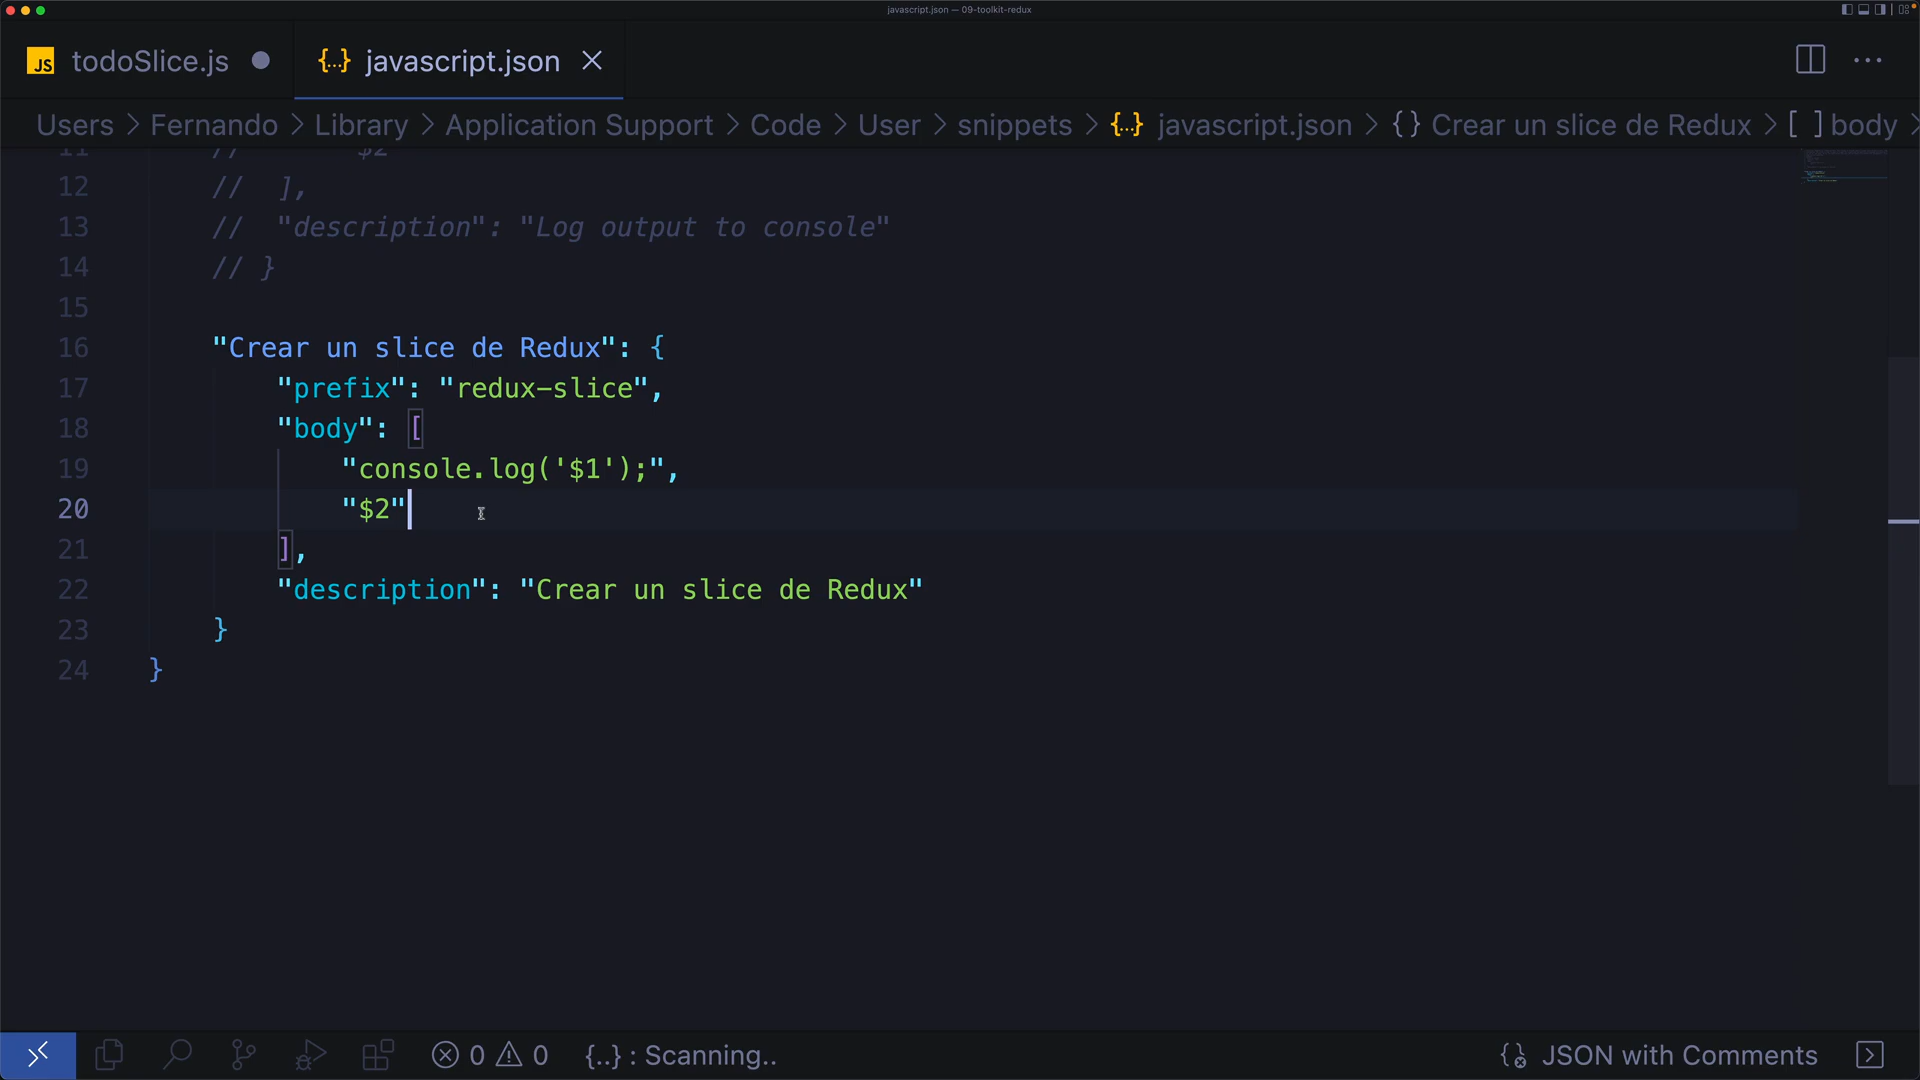 javascript.json — 09-toolkit-redux
JS todoSlice.js {..} javascript.json
Users > Fernando > Library > Application Support > Code > User > snippets > {..} javascript.json > {} Crear un slice de Redux > [ ] body >
11 // $2
12 // ],
13 // "description": "Log output to console"
14 // }
15
16 "Crear un slice de Redux": {
17 "prefix": "redux-slice",
18 "body": [
19 "console.log('$1');",
20 "$2"
21 ],
22 "description": "Crear un slice de Redux"
23 }
24 }
0 0 {..} : Scanning.. JSON with Comments